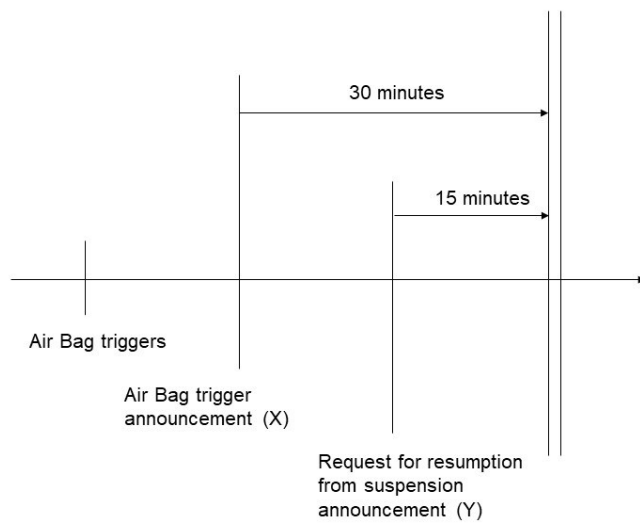 30 minutes
15 minutes
Air Bag triggers
Air Bag trigger
announcement (X)
Request for resumption
from suspension
announcement (Y)